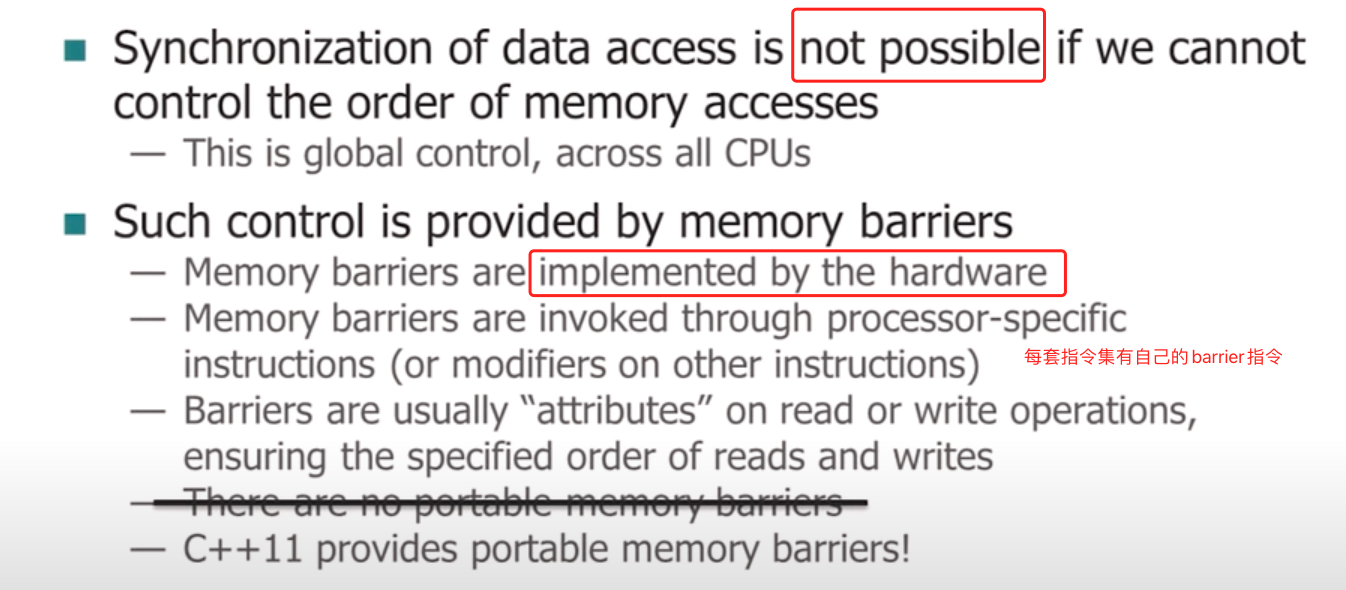 Synchronization of data access is not possible if we cannot
control the order of memory accesses
— This is global control, across all CPUs
Such control is provided by memory barriers
— Memory barriers are implemented by the hardware
— Memory barriers are invoked through processor-specific
instructions (or modifiers on other instructions)
每套指令集有自己的barrier指令
— Barriers are usually “attributes” on read or write operations,
ensuring the specified order of reads and writes
— There are no portable memory barriers
— C++11 provides portable memory barriers!